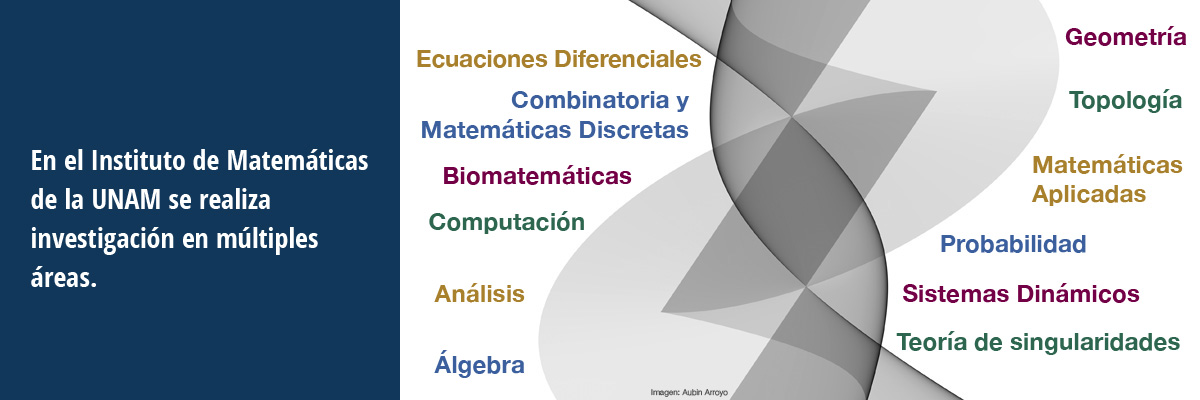 En el Instituto de Matemáticas
de la UNAM se realiza
investigación en múltiples
áreas.
Ecuaciones Diferenciales
Combinatoria y
Matemáticas Discretas
Biomatemáticas
Computación
Análisis
Álgebra
Geometría
Topología
Matemáticas
Aplicadas
Probabilidad
Sistemas Dinámicos
Teoría de singularidades
Imagen: Aubin Arroyo